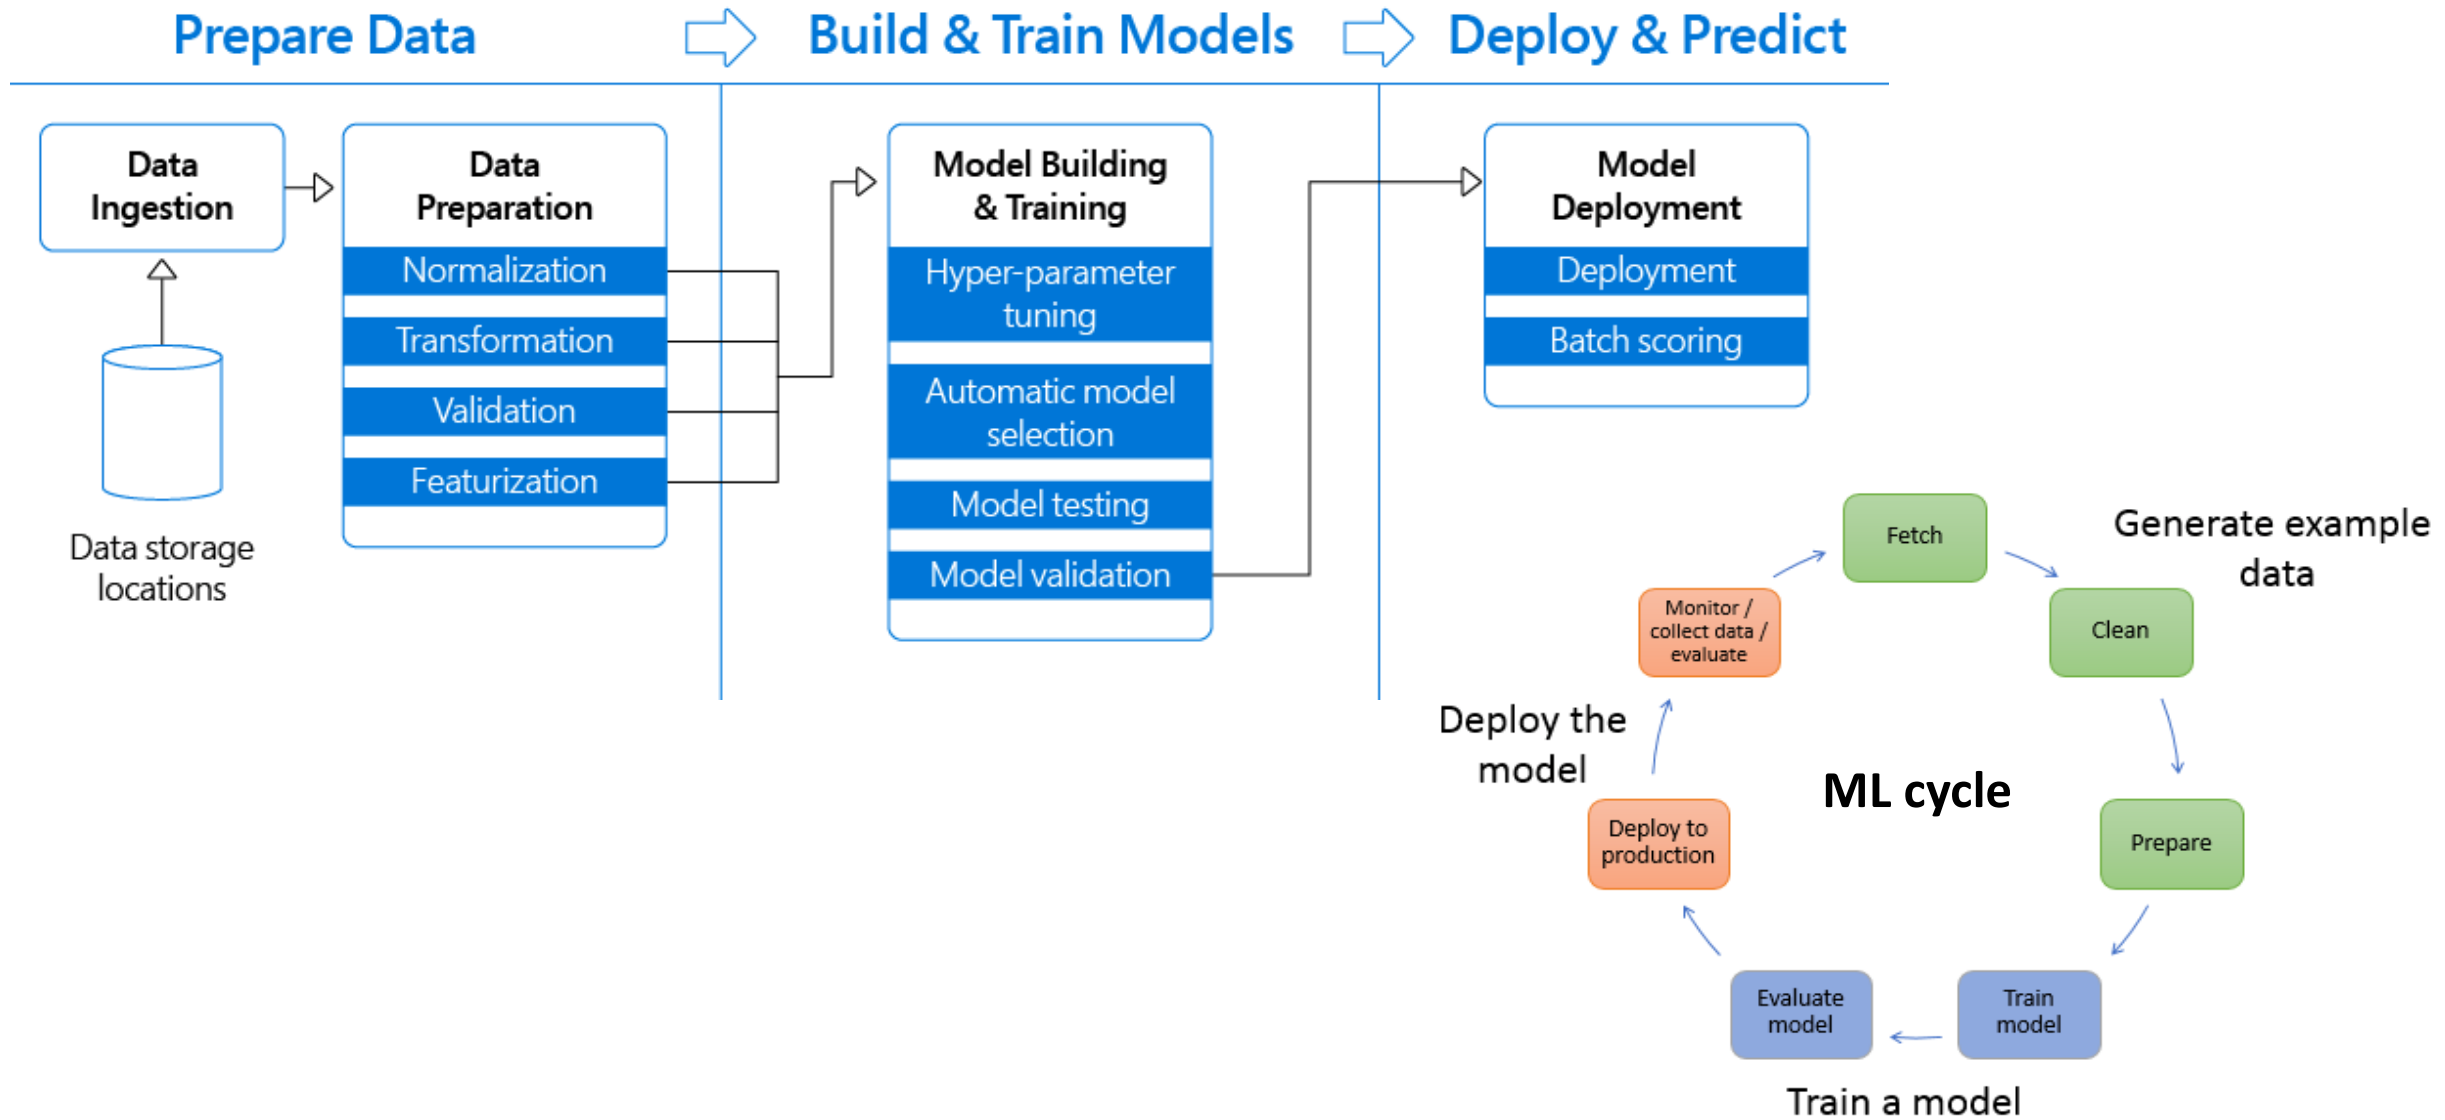 Prepare Data
Build & Train Models
Deploy & Predict
Data
Ingestion
Data storage
locations
Data
Preparation
Normalization
Transformation
Validation
Featurization
Model Building
& Training
Hyper-parameter
tuning
Automatic model
selection
Model testing
Model validation
Model
Deployment
Deployment
Batch scoring
Fetch
Generate example
data
Clean
Prepare
Train
model
Train a model
Evaluate
model
Deploy to
production
Deploy the
model
Monitor /
collect data /
evaluate
ML cycle